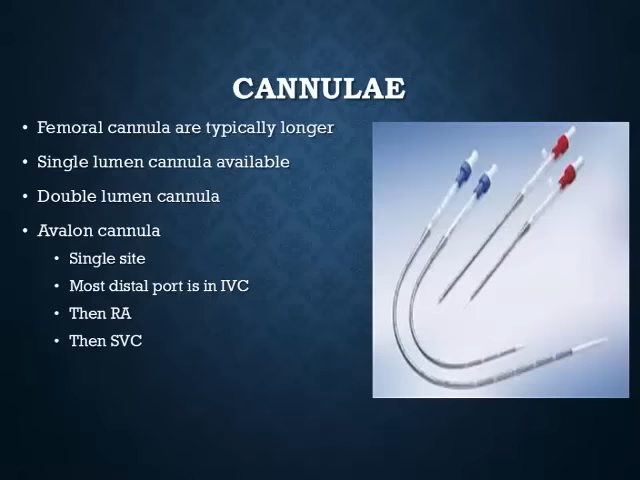 CANNULAE
• Femoral cannula are typically longer
• Single lumen cannula available
• Double lumen cannula
• Avalon cannula
• Single site
• Most distal port is in IVC
• Then RA
• Then SVC